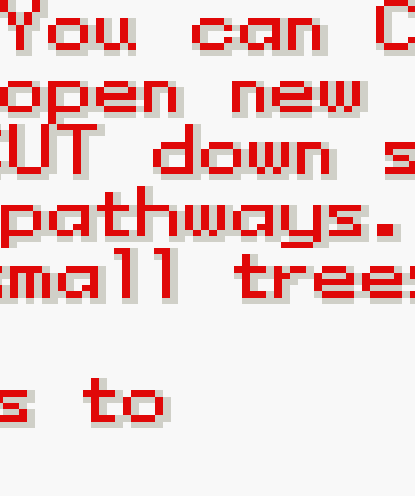 You can C
open new
CUT down s
pathways.
small trees

s to